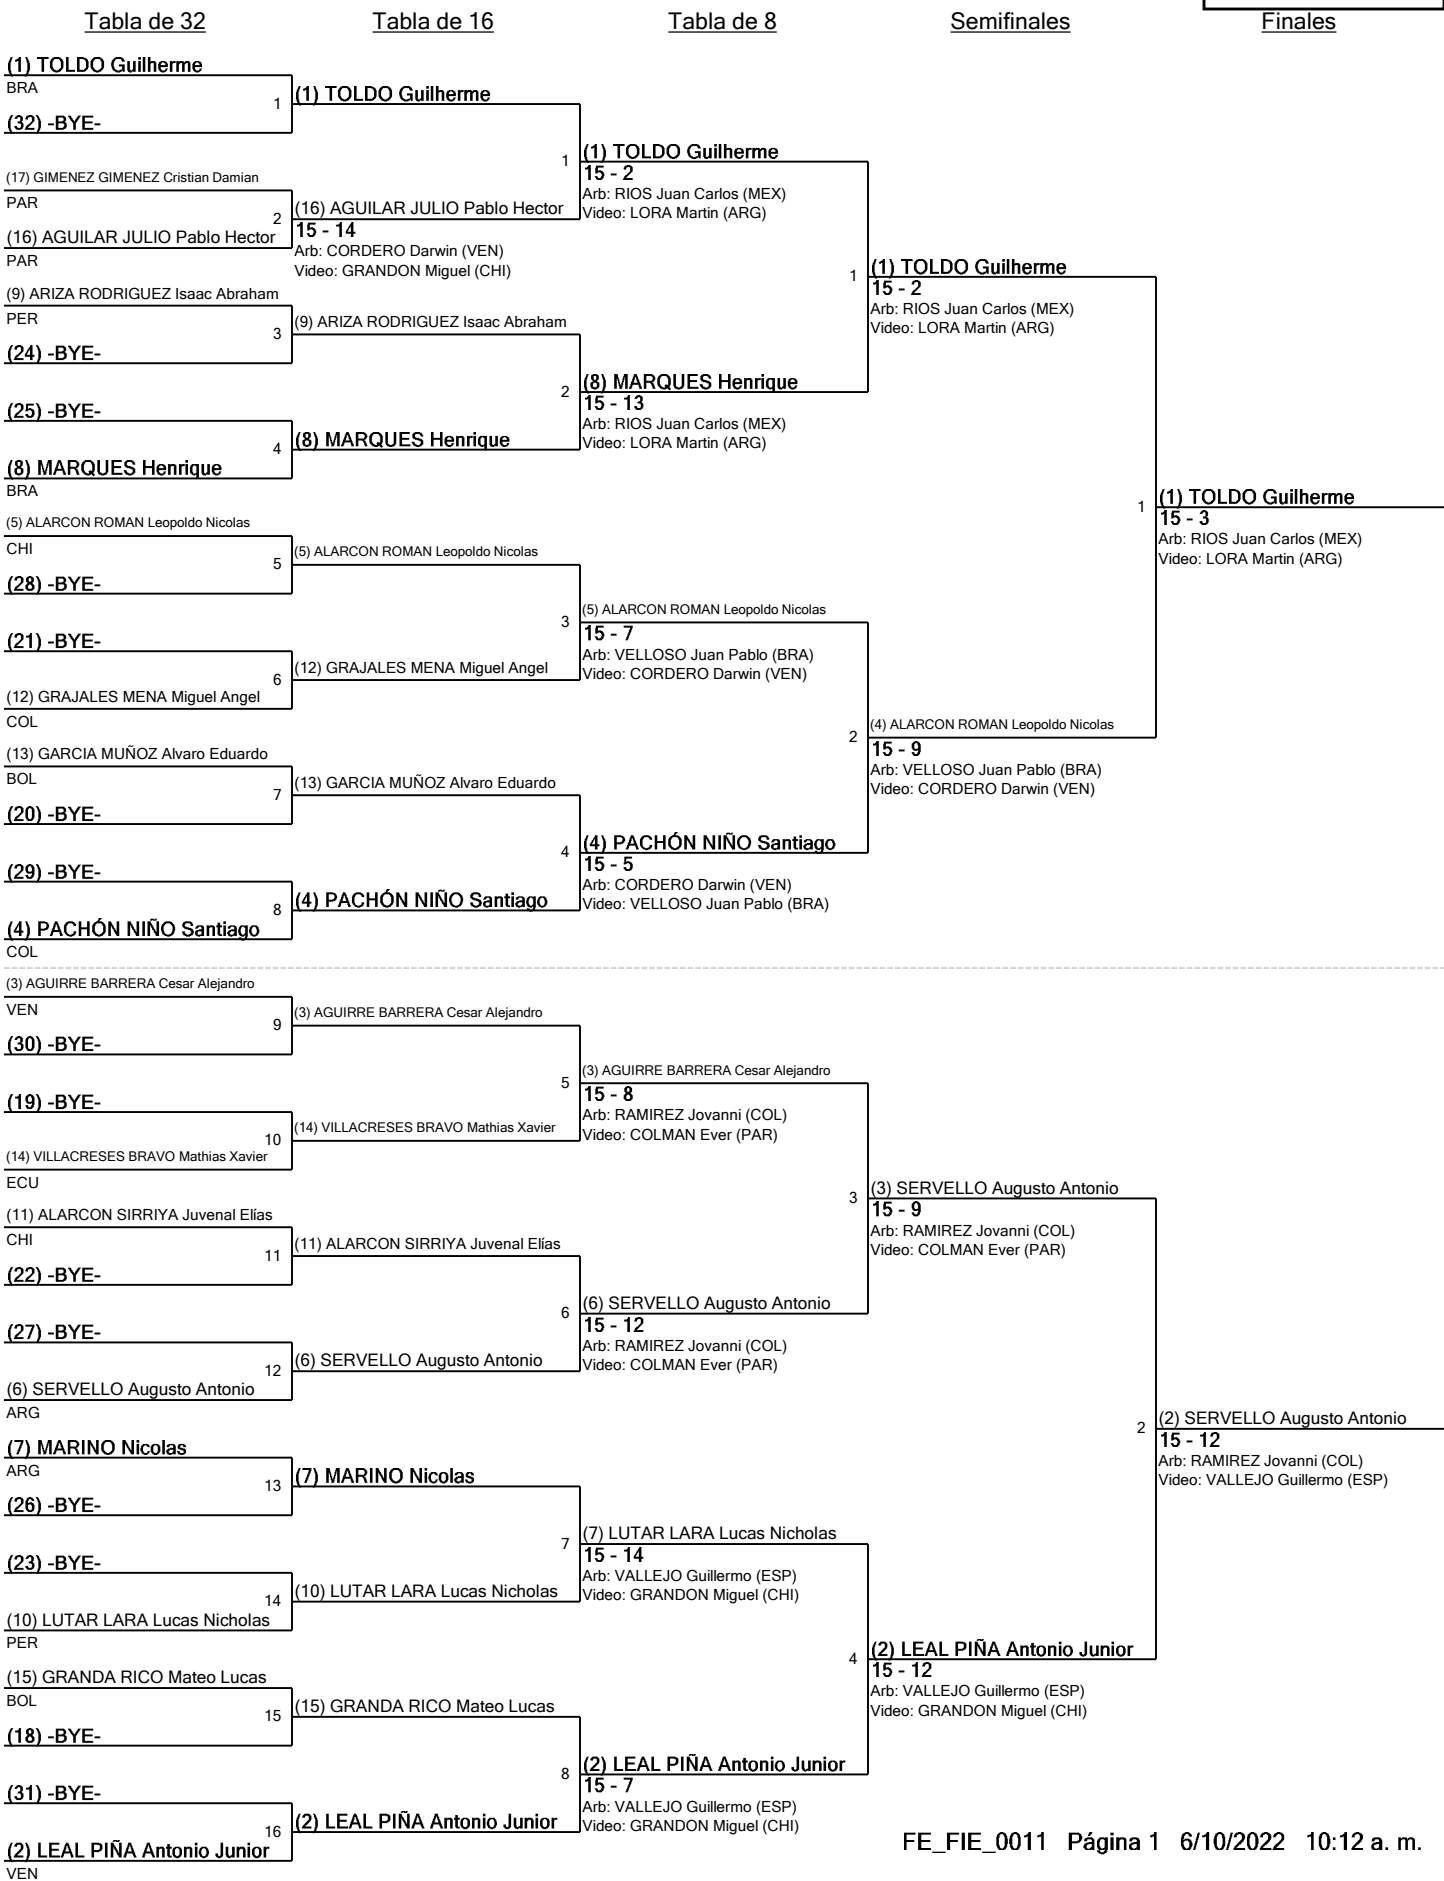 Tabla de 32
Tabla de 16
Tabla de 8
Semifinales
Finales
(1) TOLDO Guilherme
BRA
1
(32) -BYE-
(17) GIMENEZ GIMENEZ Cristian Damian
PAR
2
(16) AGUILAR JULIO Pablo Hector
PAR
(9) ARIZA RODRIGUEZ Isaac Abraham
PER
3
(24) -BYE-
(25) -BYE-
4
(8) MARQUES Henrique
BRA
(5) ALARCON ROMAN Leopoldo Nicolas
CHI
5
(28) -BYE-
(21) -BYE-
6
(12) GRAJALES MENA Miguel Angel
COL
(13) GARCIA MUÑOZ Alvaro Eduardo
BOL
7
(20) -BYE-
(29) -BYE-
8
(4) PACHÓN NIÑO Santiago
COL
(3) AGUIRRE BARRERA Cesar Alejandro
VEN
9
(30) -BYE-
(19) -BYE-
10
(14) VILLACRESES BRAVO Mathias Xavier
ECU
(11) ALARCON SIRRIYA Juvenal Elías
CHI
11
(22) -BYE-
(27) -BYE-
12
(6) SERVELLO Augusto Antonio
ARG
(7) MARINO Nicolas
ARG
13
(26) -BYE-
(23) -BYE-
14
(10) LUTAR LARA Lucas Nicholas
PER
(15) GRANDA RICO Mateo Lucas
BOL
15
(18) -BYE-
(31) -BYE-
16
(2) LEAL PIÑA Antonio Junior
VEN
(1) TOLDO Guilherme
1
(16) AGUILAR JULIO Pablo Hector
15 - 14
Arb: CORDERO Darwin (VEN)
Video: GRANDON Miguel (CHI)
(9) ARIZA RODRIGUEZ Isaac Abraham
2
(8) MARQUES Henrique
(5) ALARCON ROMAN Leopoldo Nicolas
3
(12) GRAJALES MENA Miguel Angel
(13) GARCIA MUÑOZ Alvaro Eduardo
4
(4) PACHÓN NIÑO Santiago
(3) AGUIRRE BARRERA Cesar Alejandro
5
(14) VILLACRESES BRAVO Mathias Xavier
(11) ALARCON SIRRIYA Juvenal Elías
6
(6) SERVELLO Augusto Antonio
(7) MARINO Nicolas
7
(10) LUTAR LARA Lucas Nicholas
(15) GRANDA RICO Mateo Lucas
8
(2) LEAL PIÑA Antonio Junior
(1) TOLDO Guilherme
15 - 2
Arb: RIOS Juan Carlos (MEX)
Video: LORA Martin (ARG)
1
(8) MARQUES Henrique
15 - 13
Arb: RIOS Juan Carlos (MEX)
Video: LORA Martin (ARG)
(5) ALARCON ROMAN Leopoldo Nicolas
15 - 7
Arb: VELLOSO Juan Pablo (BRA)
Video: CORDERO Darwin (VEN)
2
(4) PACHÓN NIÑO Santiago
15 - 5
Arb: CORDERO Darwin (VEN)
Video: VELLOSO Juan Pablo (BRA)
(3) AGUIRRE BARRERA Cesar Alejandro
15 - 8
Arb: RAMIREZ Jovanni (COL)
Video: COLMAN Ever (PAR)
3
(6) SERVELLO Augusto Antonio
15 - 12
Arb: RAMIREZ Jovanni (COL)
Video: COLMAN Ever (PAR)
(7) LUTAR LARA Lucas Nicholas
15 - 14
Arb: VALLEJO Guillermo (ESP)
Video: GRANDON Miguel (CHI)
4
(2) LEAL PIÑA Antonio Junior
15 - 7
Arb: VALLEJO Guillermo (ESP)
Video: GRANDON Miguel (CHI)
(1) TOLDO Guilherme
15 - 2
Arb: RIOS Juan Carlos (MEX)
Video: LORA Martin (ARG)
1
(4) ALARCON ROMAN Leopoldo Nicolas
15 - 9
Arb: VELLOSO Juan Pablo (BRA)
Video: CORDERO Darwin (VEN)
(3) SERVELLO Augusto Antonio
15 - 9
Arb: RAMIREZ Jovanni (COL)
Video: COLMAN Ever (PAR)
2
(2) LEAL PIÑA Antonio Junior
15 - 12
Arb: VALLEJO Guillermo (ESP)
Video: GRANDON Miguel (CHI)
(1) TOLDO Guilherme
15 - 3
Arb: RIOS Juan Carlos (MEX)
Video: LORA Martin (ARG)
(2) SERVELLO Augusto Antonio
15 - 12
Arb: RAMIREZ Jovanni (COL)
Video: VALLEJO Guillermo (ESP)
FE_FIE_0011 Página 1 6/10/2022 10:12 a. m.